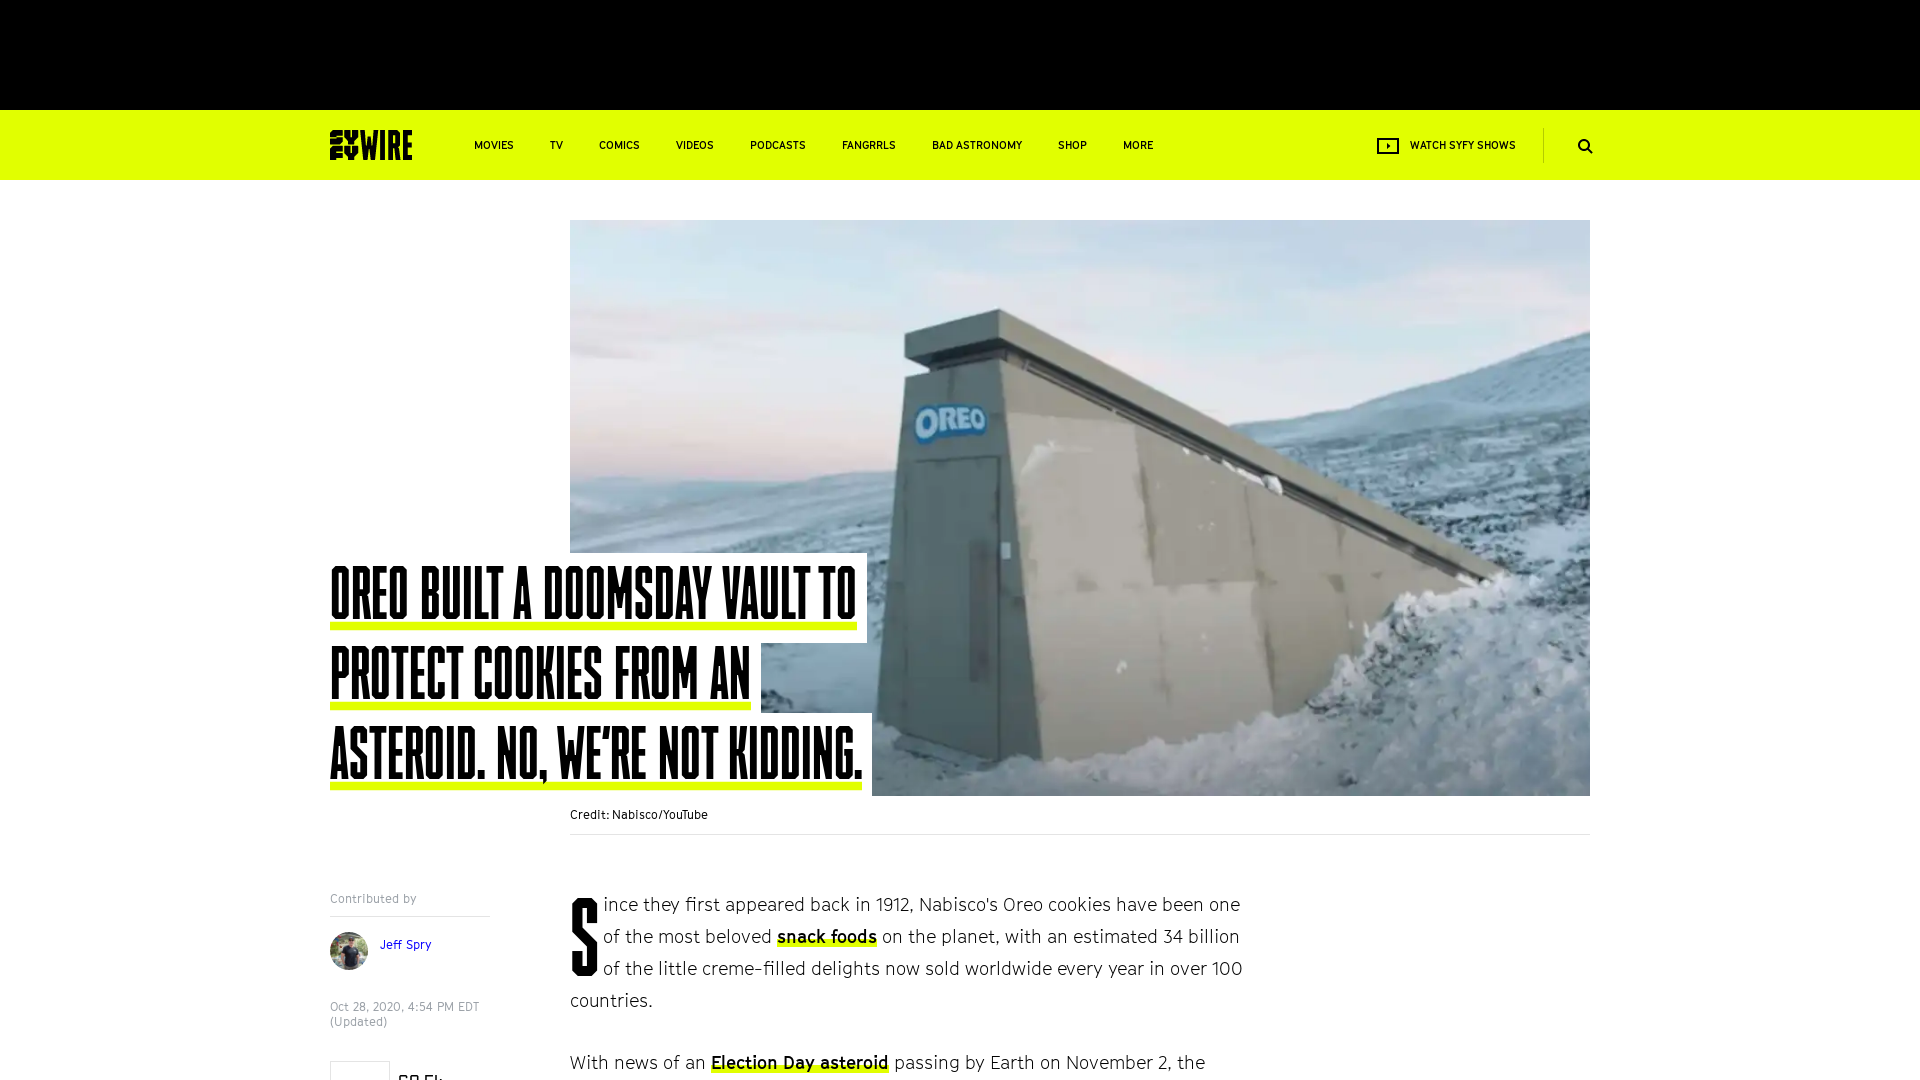 SYFY WIRE
MOVIES TV COMICS VIDEOS PODCASTS FANGRRLS BAD ASTRONOMY SHOP MORE WATCH SYFY SHOWS
OREO
OREO BUILT A DOOMSDAY VAULT TO
PROTECT COOKIES FROM AN
ASTEROID. NO, WE'RE NOT KIDDING.
Credit: Nabisco/YouTube
Contributed by
Jeff Spry
Oct 28, 2020, 4:54 PM EDT
(Updated)
Since they first appeared back in 1912, Nabisco's Oreo cookies have been one
of the most beloved snack foods on the planet, with an estimated 34 billion
of the little creme-filled delights now sold worldwide every year in over 100
countries.
With news of an Election Day asteroid passing by Earth on November 2, the